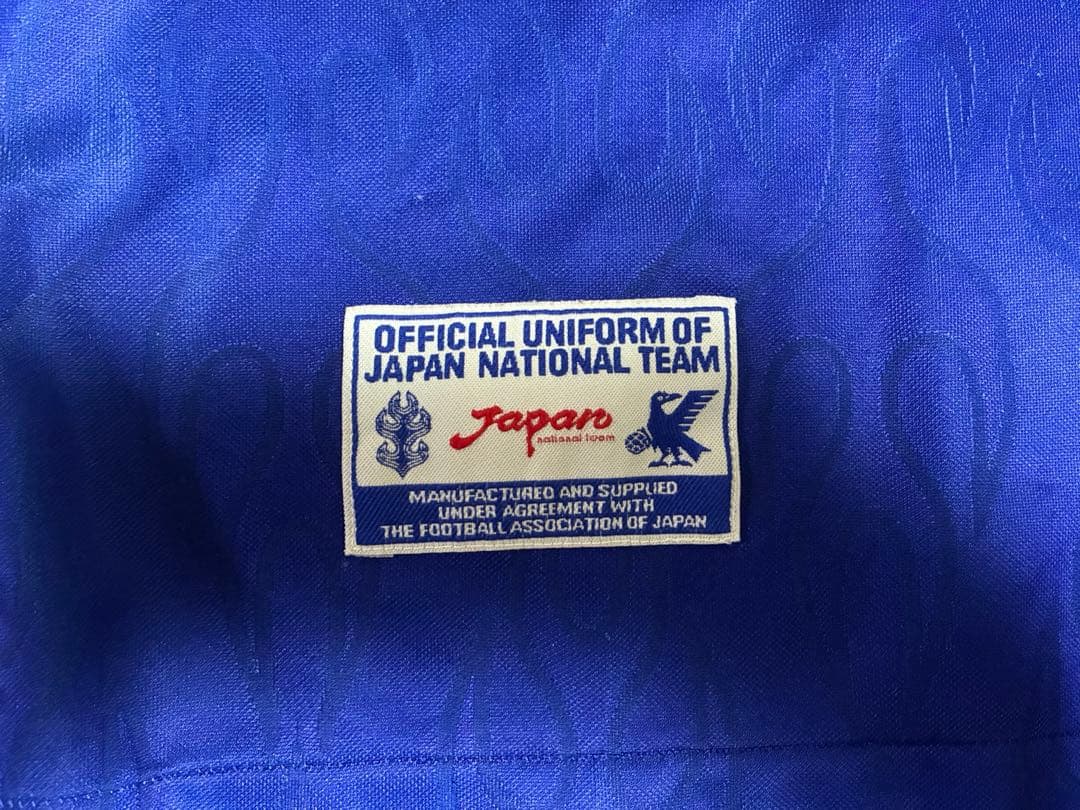 OFFICIAL UNIFORM OF
JAPAN NATIONAL TEAM
Japan
national team
MANUFACTURED AND SUPPLIED
UNDER AGREEMENT WITH
THE FOOTBALL ASSOCIATION OF JAPAN